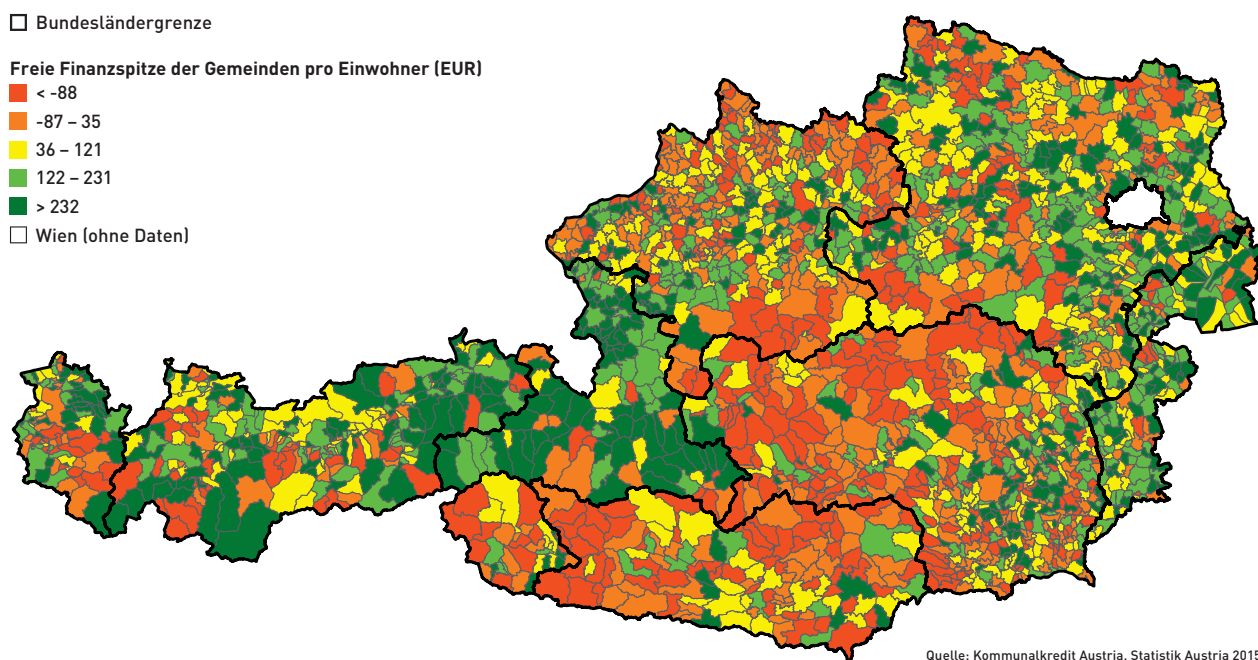 Bundesländergrenze
Freie Finanzspitze der Gemeinden pro Einwohner (EUR)
< -88
-87 – 35
36 – 121
122 – 231
> 232
Wien (ohne Daten)
Quelle: Kommunalkredit Austria, Statistik Austria 2015